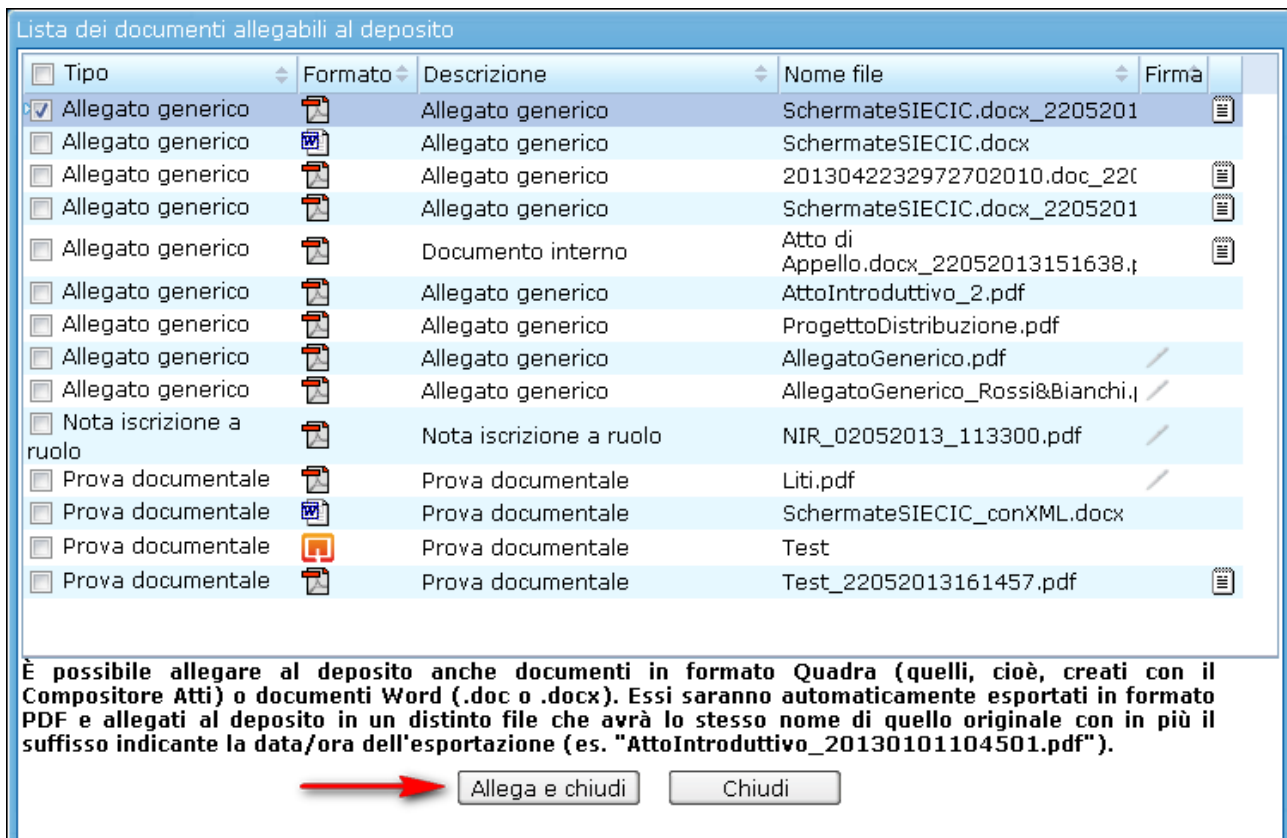 Lista dei documenti allegabili al deposito
Tipo Formato Descrizione Nome file Firma
Allegato generico Allegato generico SchermateSIECIC.docx_2205201
Allegato generico Allegato generico SchermateSIECIC.docx
Allegato generico Allegato generico 2013042232972702010.doc_220
Allegato generico Allegato generico SchermateSIECIC.docx_2205201
Allegato generico Documento interno Atto di
Appello.docx_22052013151638.p
Allegato generico Allegato generico AttoIntroduttivo_2.pdf
Allegato generico Allegato generico ProgettoDistribuzione.pdf
Allegato generico Allegato generico AllegatoGenerico.pdf
Allegato generico Allegato generico AllegatoGenerico_Rossi&Bianchi.p
Nota iscrizione a
ruolo Nota iscrizione a ruolo NIR_02052013_113300.pdf
Prova documentale Prova documentale Liti.pdf
Prova documentale Prova documentale SchermateSIECIC_conXML.docx
Prova documentale Prova documentale Test
Prova documentale Prova documentale Test_22052013161457.pdf
È possibile allegare al deposito anche documenti in formato Quadra (quelli, cioè, creati con il
Compositore Atti) o documenti Word (.doc o .docx). Essi saranno automaticamente esportati in formato
PDF e allegati al deposito in un distinto file che avrà lo stesso nome di quello originale con in più il
suffisso indicante la data/ora dell'esportazione (es. "AttoIntroduttivo_20130101104501.pdf").
Allega e chiudi Chiudi